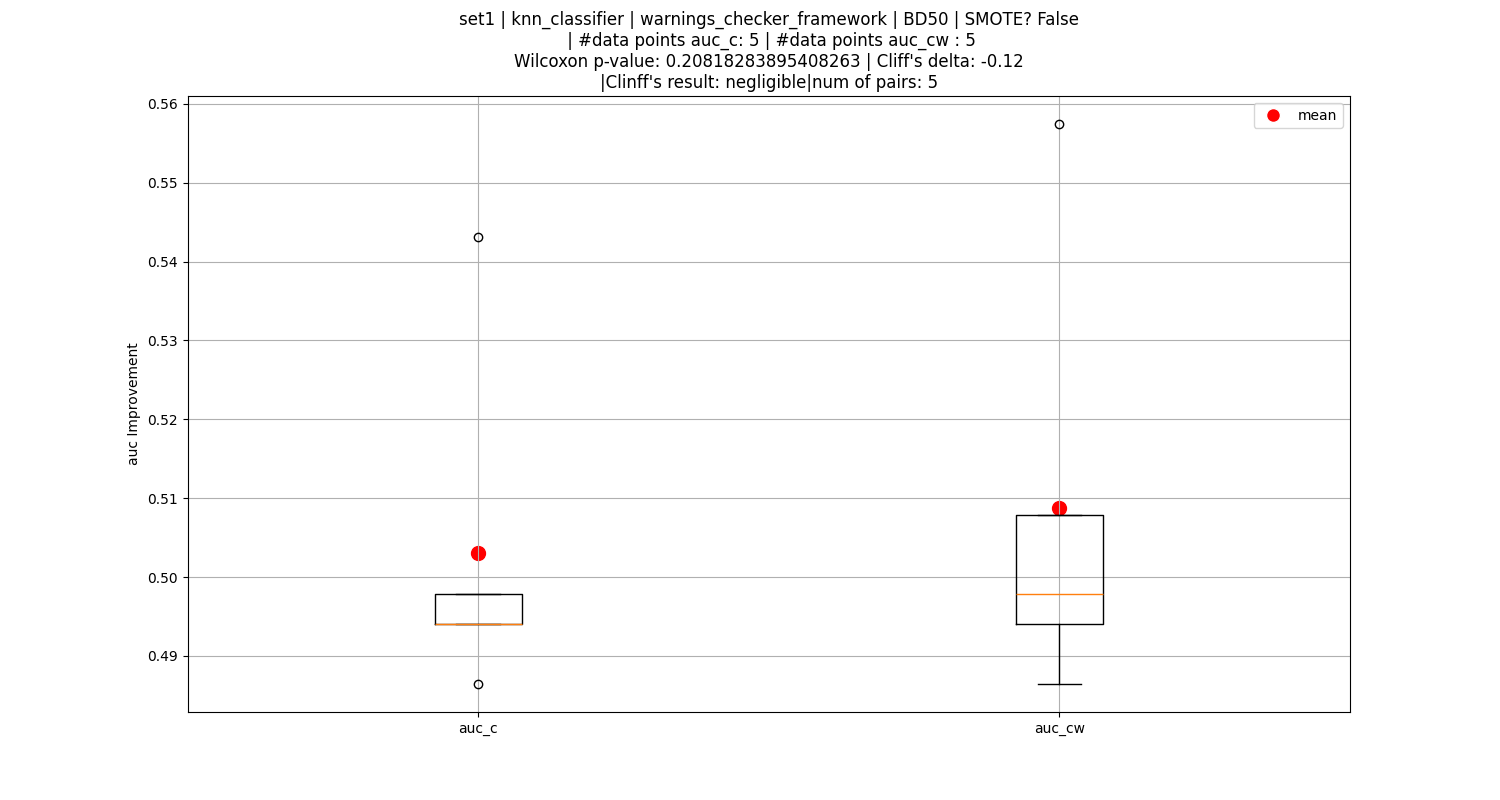 set1 | knn_classifier | warnings_checker_framework | BD50 | SMOTE? False
| #data points auc_c: 5 | #data points auc_cw : 5
Wilcoxon p-value: 0.20818283895408263 | Cliff's delta: -0.12
|Clinff's result: negligible|num of pairs: 5
mean
0.56
0.55
0.54
0.53
0.52
0.51
0.50
0.49
auc Improvement
auc_c
auc_cw